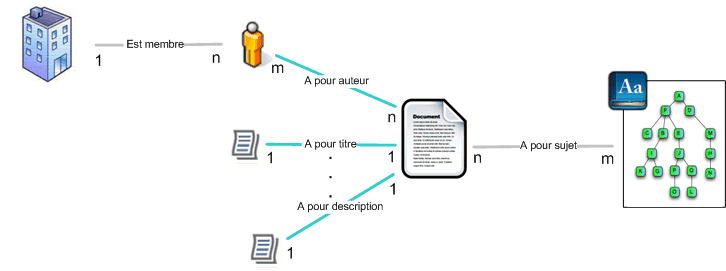 Est membre
1
n
m
A pour auteur
n
Document
A pour titre
1
1
A pour sujet
n
m
1
A pour description
1
Aa
A
F
D
C
B
E
M
I
J
H
K
G
P
Q
N
O
L